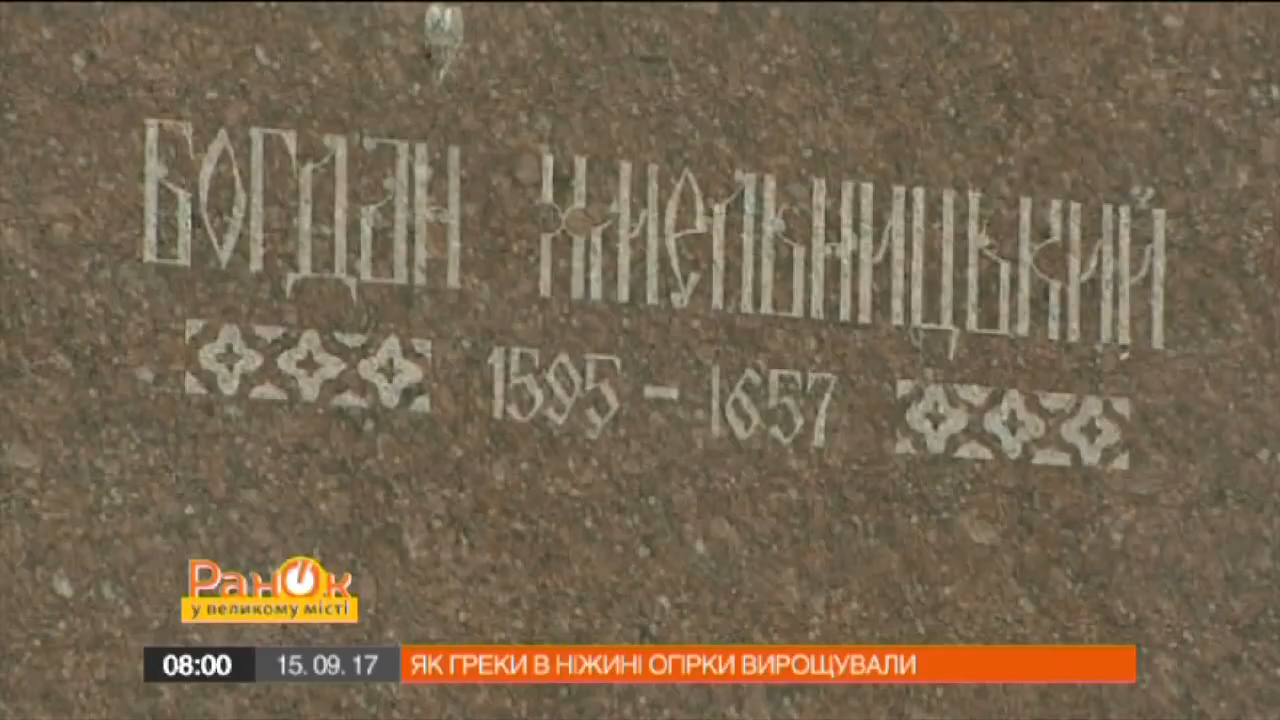 БОГДАН ХМЕЛЬНИЦЬКИЙ
1595 – 1657
РАНОК
у великому місті
08:00 15. 09. 17 ЯК ГРЕКИ В НІЖИНІ ОГІРКИ ВИРОЩУВАЛИ